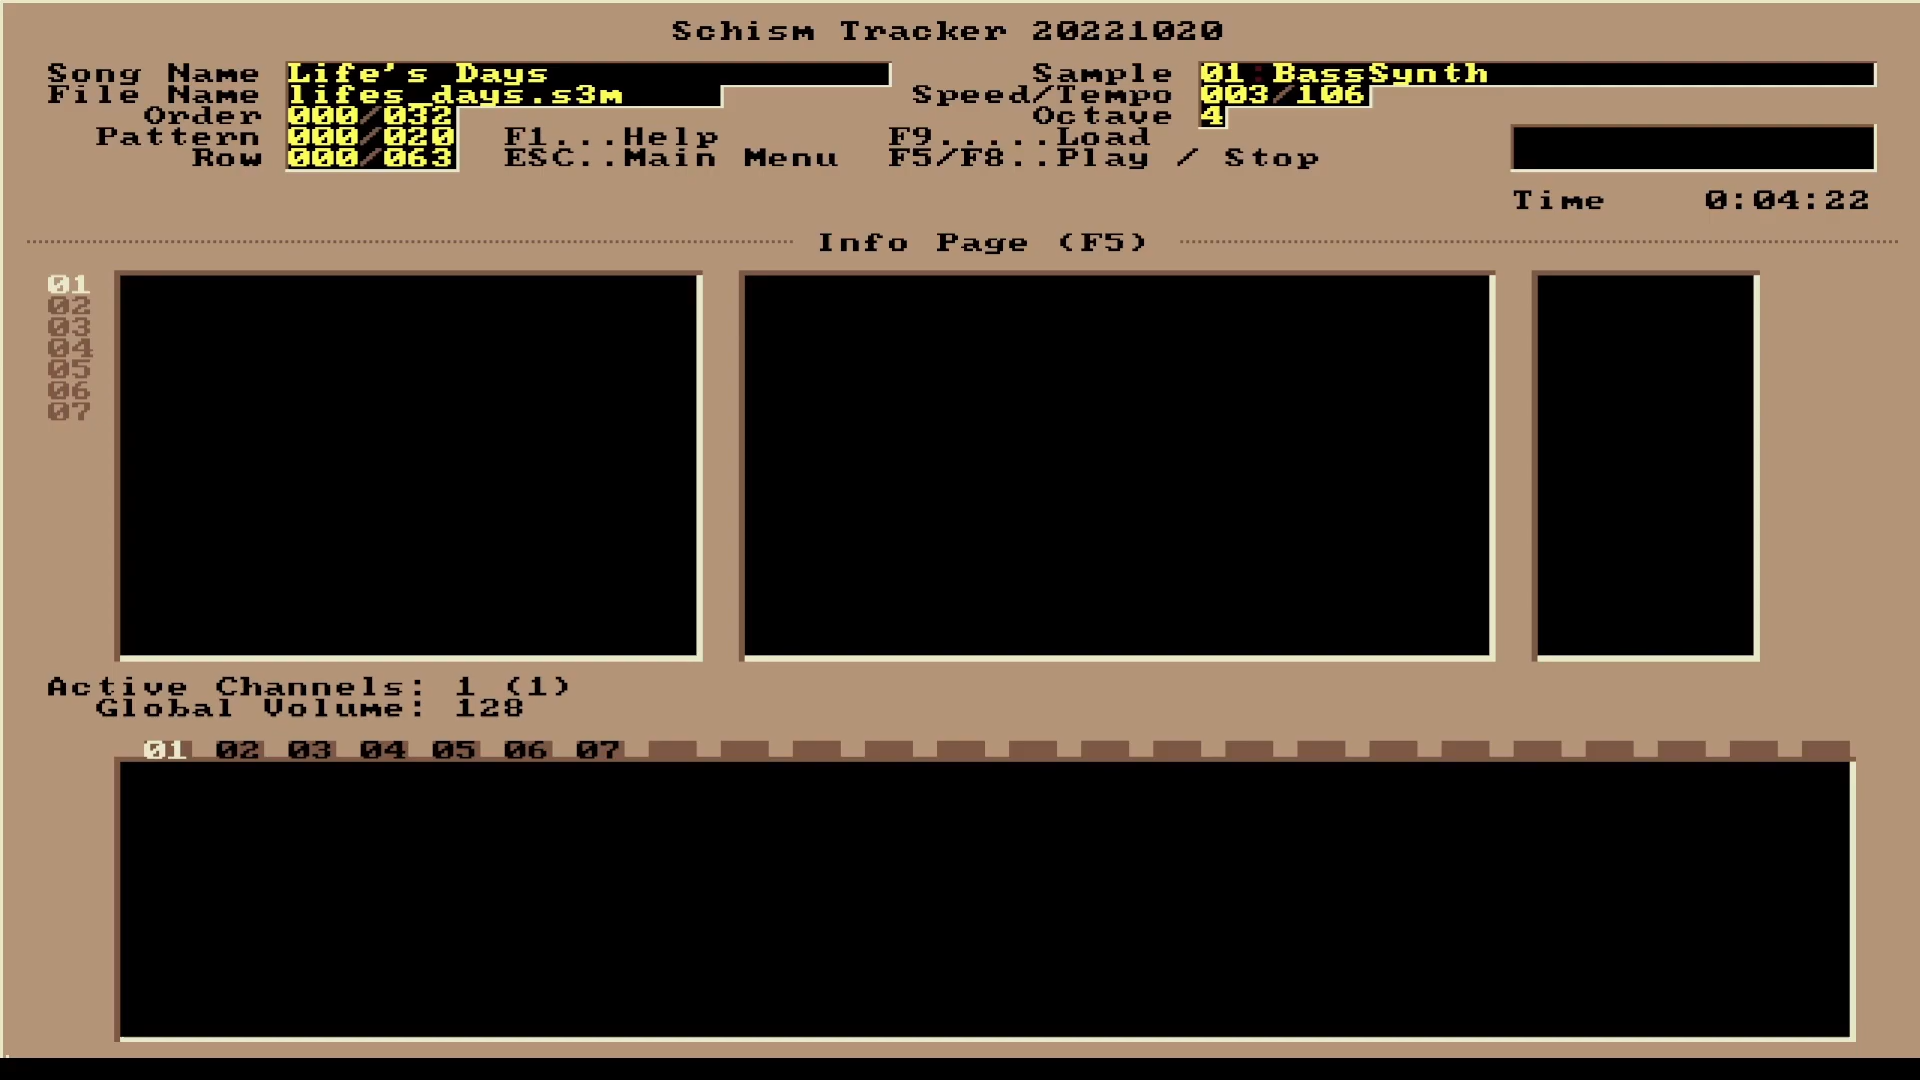 Schism Tracker 20221020
Song Name Life's Days Sample 01:BassSynth
File Name lifes_days.s3m Speed/Tempo 003/106
Order 000/032 Octave 4
Pattern 000/020 F1...Help F9.....Load
Row 000/063 ESC..Main Menu F5/F8..Play / Stop
Time 0:04:22
Info Page (F5)
01
02
03
04
05
06
07
Active Channels: 1 (1)
Global Volume: 128
01 02 03 04 05 06 07